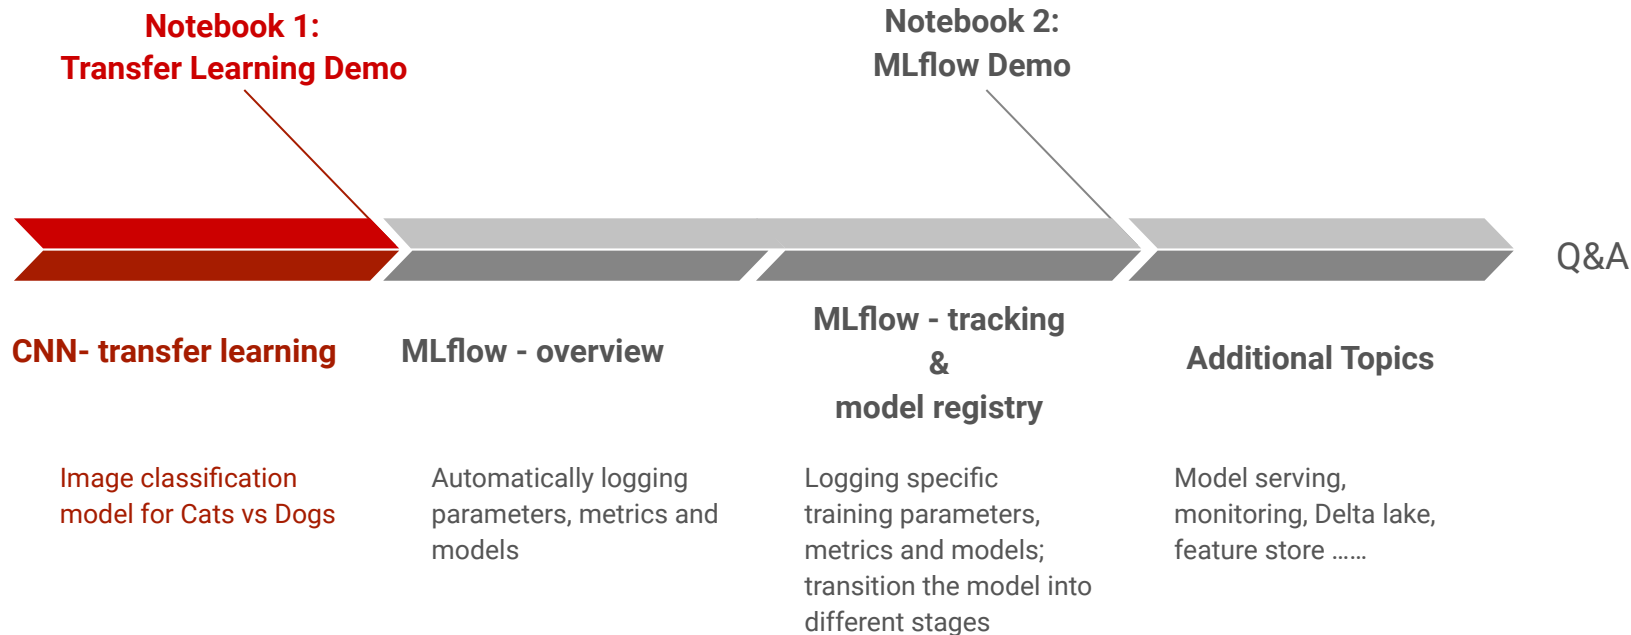 Notebook 1:
Transfer Learning Demo
Notebook 2:
MLflow Demo
Q&A
CNN- transfer learning
MLflow - overview
MLflow - tracking
&
model registry
Additional Topics
Image classification
model for Cats vs Dogs
Automatically logging
parameters, metrics and
models
Logging specific
training parameters,
metrics and models;
transition the model into
different stages
Model serving,
monitoring, Delta lake,
feature store ......